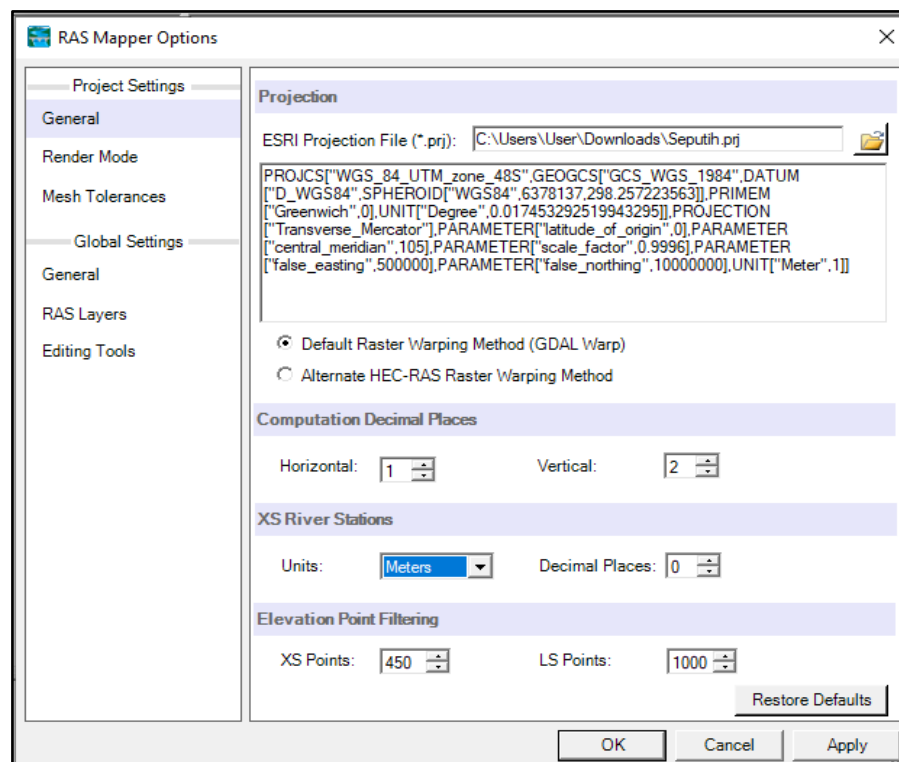 RAS Mapper Options
Project Settings
General
Render Mode
Mesh Tolerances
Global Settings
General
RAS Layers
Editing Tools
Projection
ESRI Projection File (*.prj): C:\Users\User\Downloads\Seputih.prj
PROJCS["WGS_84_UTM_zone_48S",GEOGCS["GCS_WGS_1984",DATUM
["D_WGS84",SPHEROID["WGS84",6378137,298.257223563]],PRIMEM
["Greenwich",0],UNIT["Degree",0.017453292519943295]],PROJECTION
["Transverse_Mercator"],PARAMETER["latitude_of_origin",0],PARAMETER
["central_meridian",105],PARAMETER["scale_factor",0.9996],PARAMETER
["false_easting",500000],PARAMETER["false_northing",10000000],UNIT["Meter",1]]
Default Raster Warping Method (GDAL Warp)
Alternate HEC-RAS Raster Warping Method
Computation Decimal Places
Horizontal: 1 Vertical: 2
XS River Stations
Units: Meters Decimal Places: 0
Elevation Point Filtering
XS Points: 450 LS Points: 1000
Restore Defaults
OK Cancel Apply